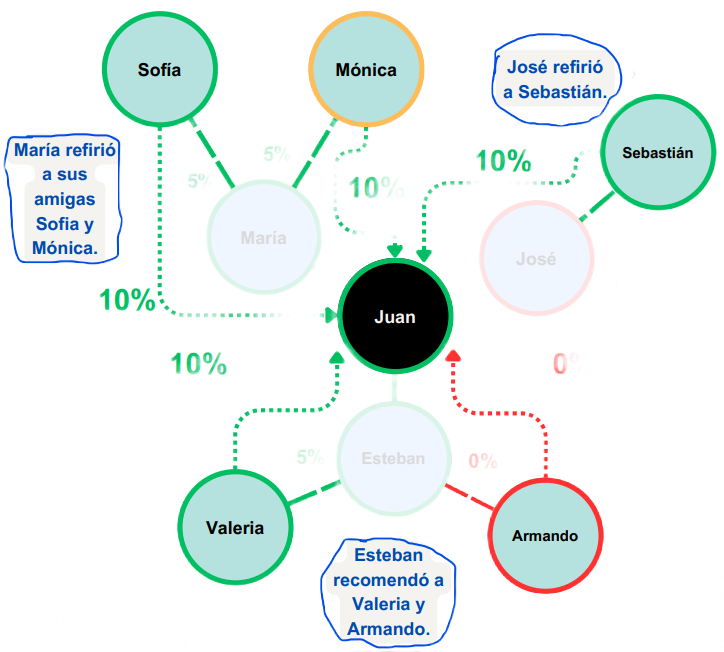 Sofía
Mónica
José refirió
a Sebastián.
María refirió
a sus
amigas
Sofia y
Mónica.
5%
5%
10%
10%
Sebastián
María
José
10%
Juan
10%
0%
5%
Esteban
0%
Valeria
Armando
Esteban
recomendó a
Valeria y
Armando.